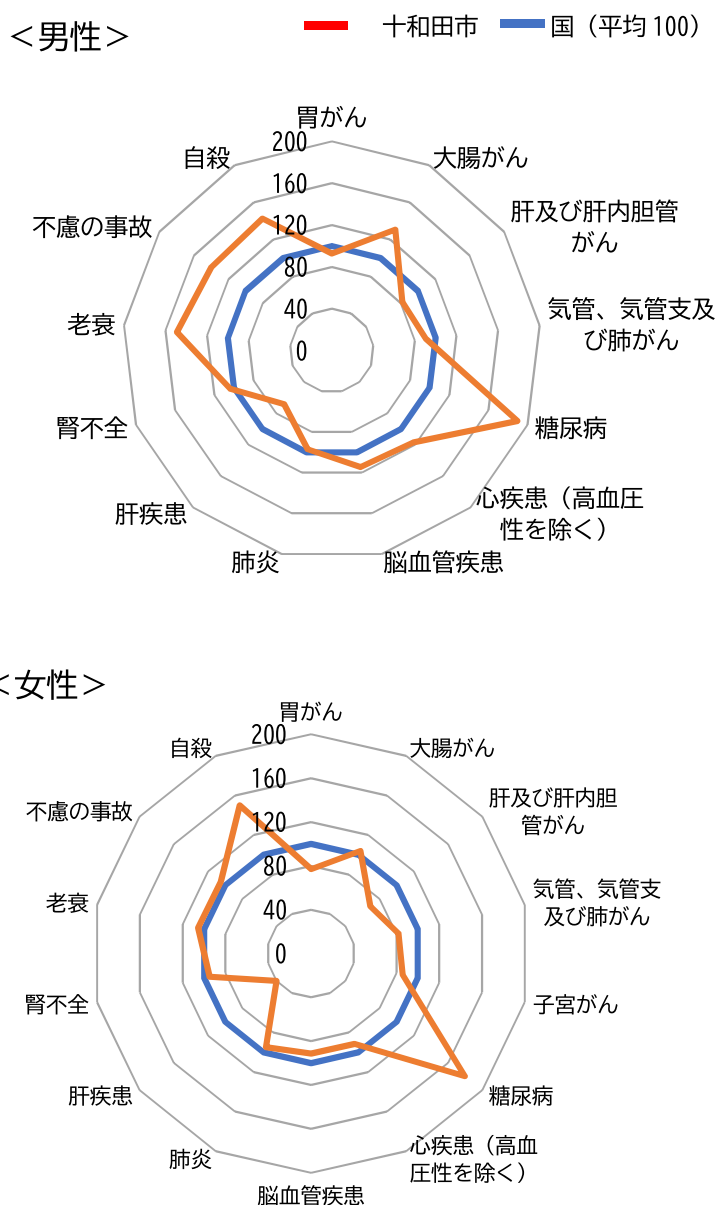 ＜男性＞
十和田市
国（平均100）
胃がん
大腸がん
肝及び肝内胆管
がん
気管、気管支及
び肺がん
糖尿病
心疾患（高血圧
性を除く）
脳血管疾患
肺炎
肝疾患
腎不全
老衰
不慮の事故
自殺
200
160
120
80
40
0
＜女性＞
胃がん
大腸がん
肝及び肝内胆
管がん
気管、気管支
及び肺がん
子宮がん
糖尿病
心疾患（高血
圧性を除く）
脳血管疾患
肺炎
肝疾患
腎不全
老衰
不慮の事故
自殺
200
160
120
80
40
0